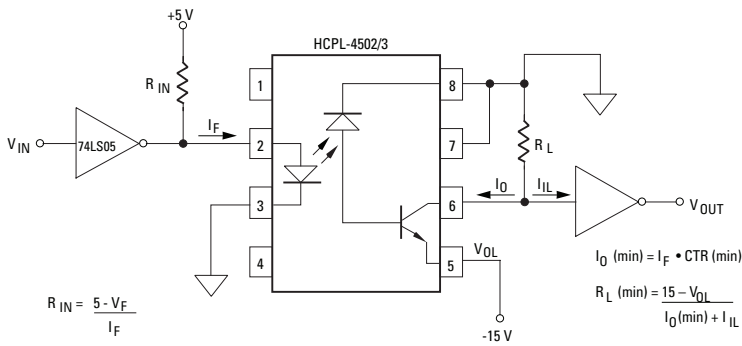 +5 V
HCPL-4502/3
R IN
1
8
V IN
74LS05
I F
2
7
R L
3
6
I O
I IL
V OUT
4
5
V OL
I O (min) = I F • CTR (min)
R IN = 5 - V F
I F
R L (min) = 15 – V OL
I O (min) + I IL
-15 V